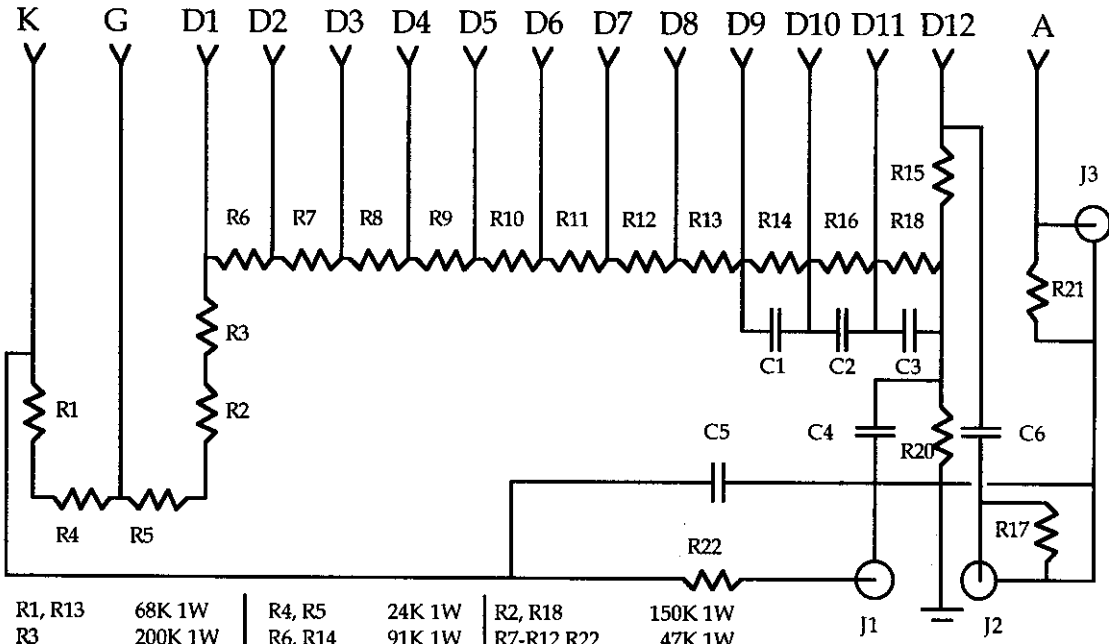 K G D1 D2 D3 D4 D5 D6 D7 D8 D9 D10 D11 D12 A
R15
J3
R6 R7 R8 R9 R10 R11 R12 R13 R14 R16 R18
R21
R3
C1 C2 C3
R1 R2
C5 C4 R20 C6
R4 R5
R22
R17
J1 J2
R1, R13 68K 1W R4, R5 24K 1W R2, R18 150K 1W
R3 200K 1W R6, R14 91K 1W R7-R12,R22 47K 1W